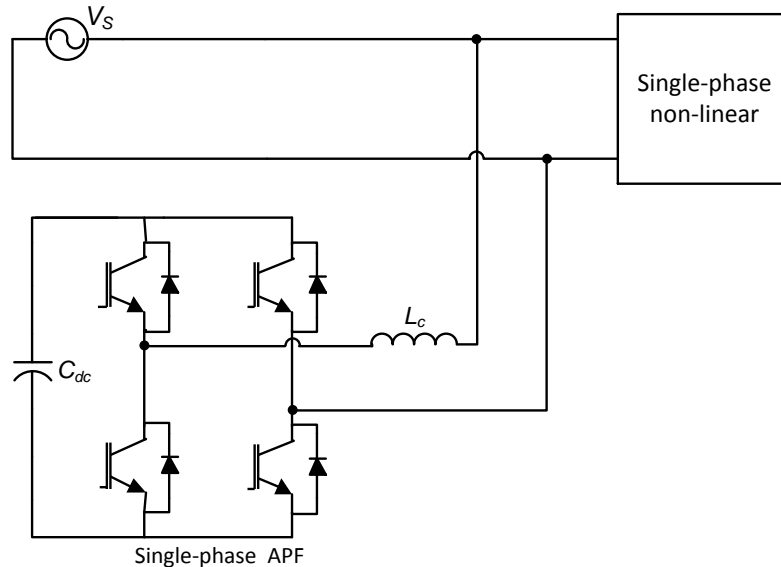 V_S
Single-phase
non-linear
L_c
C_dc
Single-phase APF